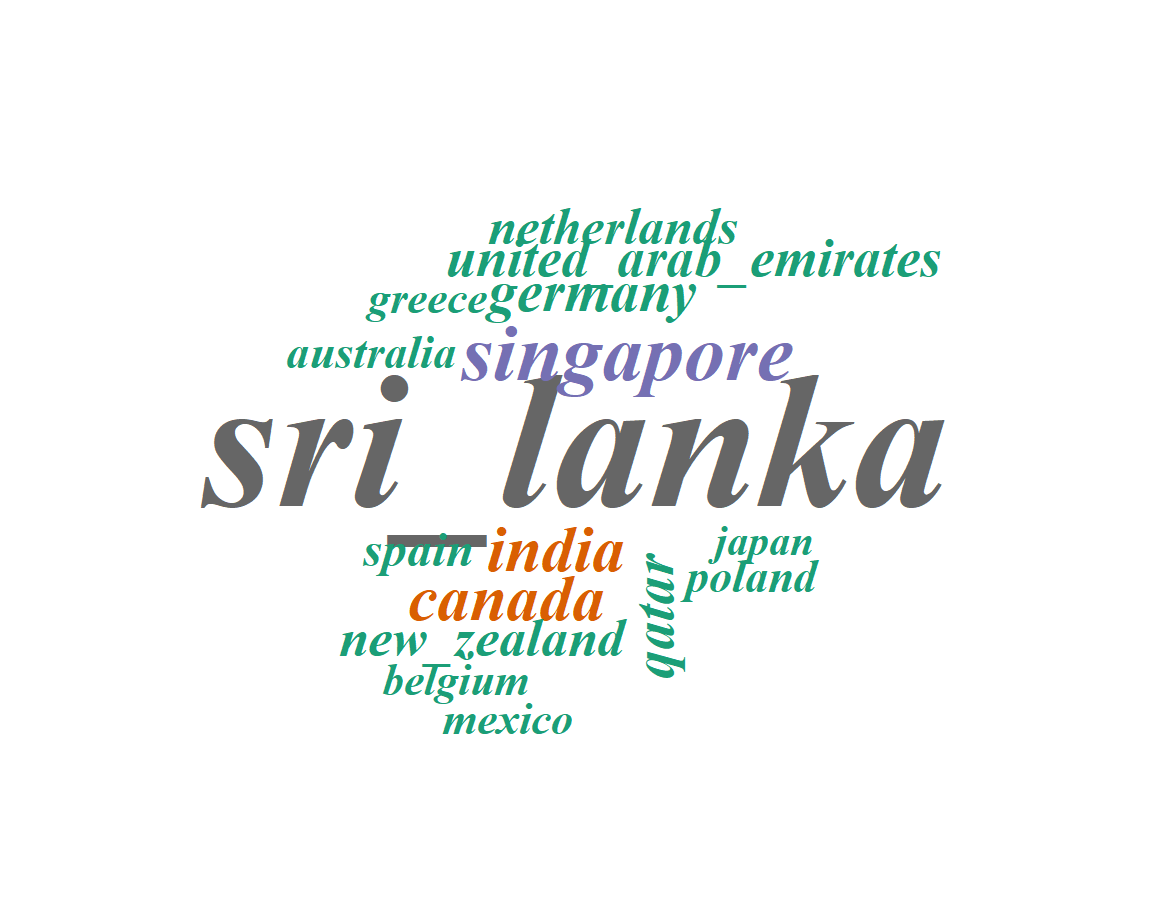 netherlands
united_arab_emirates
greece germany
australia singapore
sri_lanka
spain india japan
canada qatar poland
new_zealand
belgium
mexico